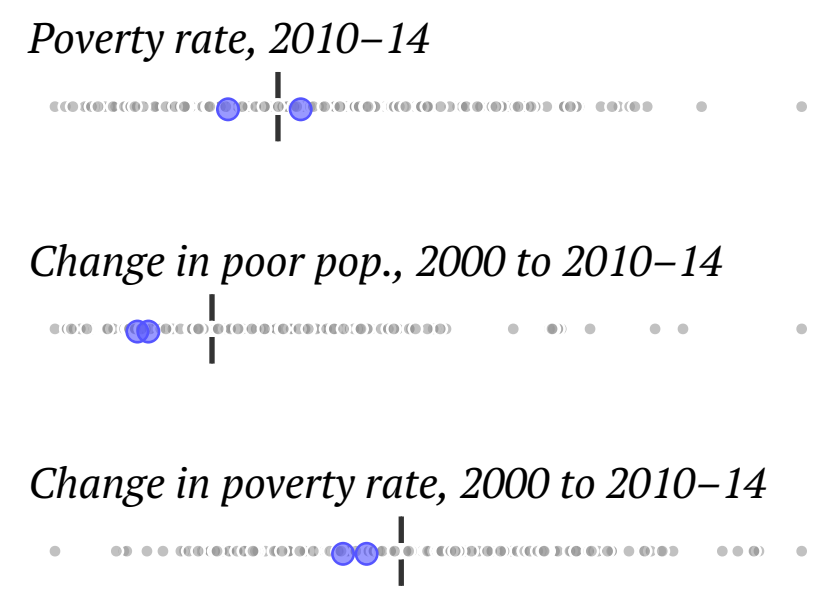 Poverty rate, 2010–14
Change in poor pop., 2000 to 2010–14
Change in poverty rate, 2000 to 2010–14